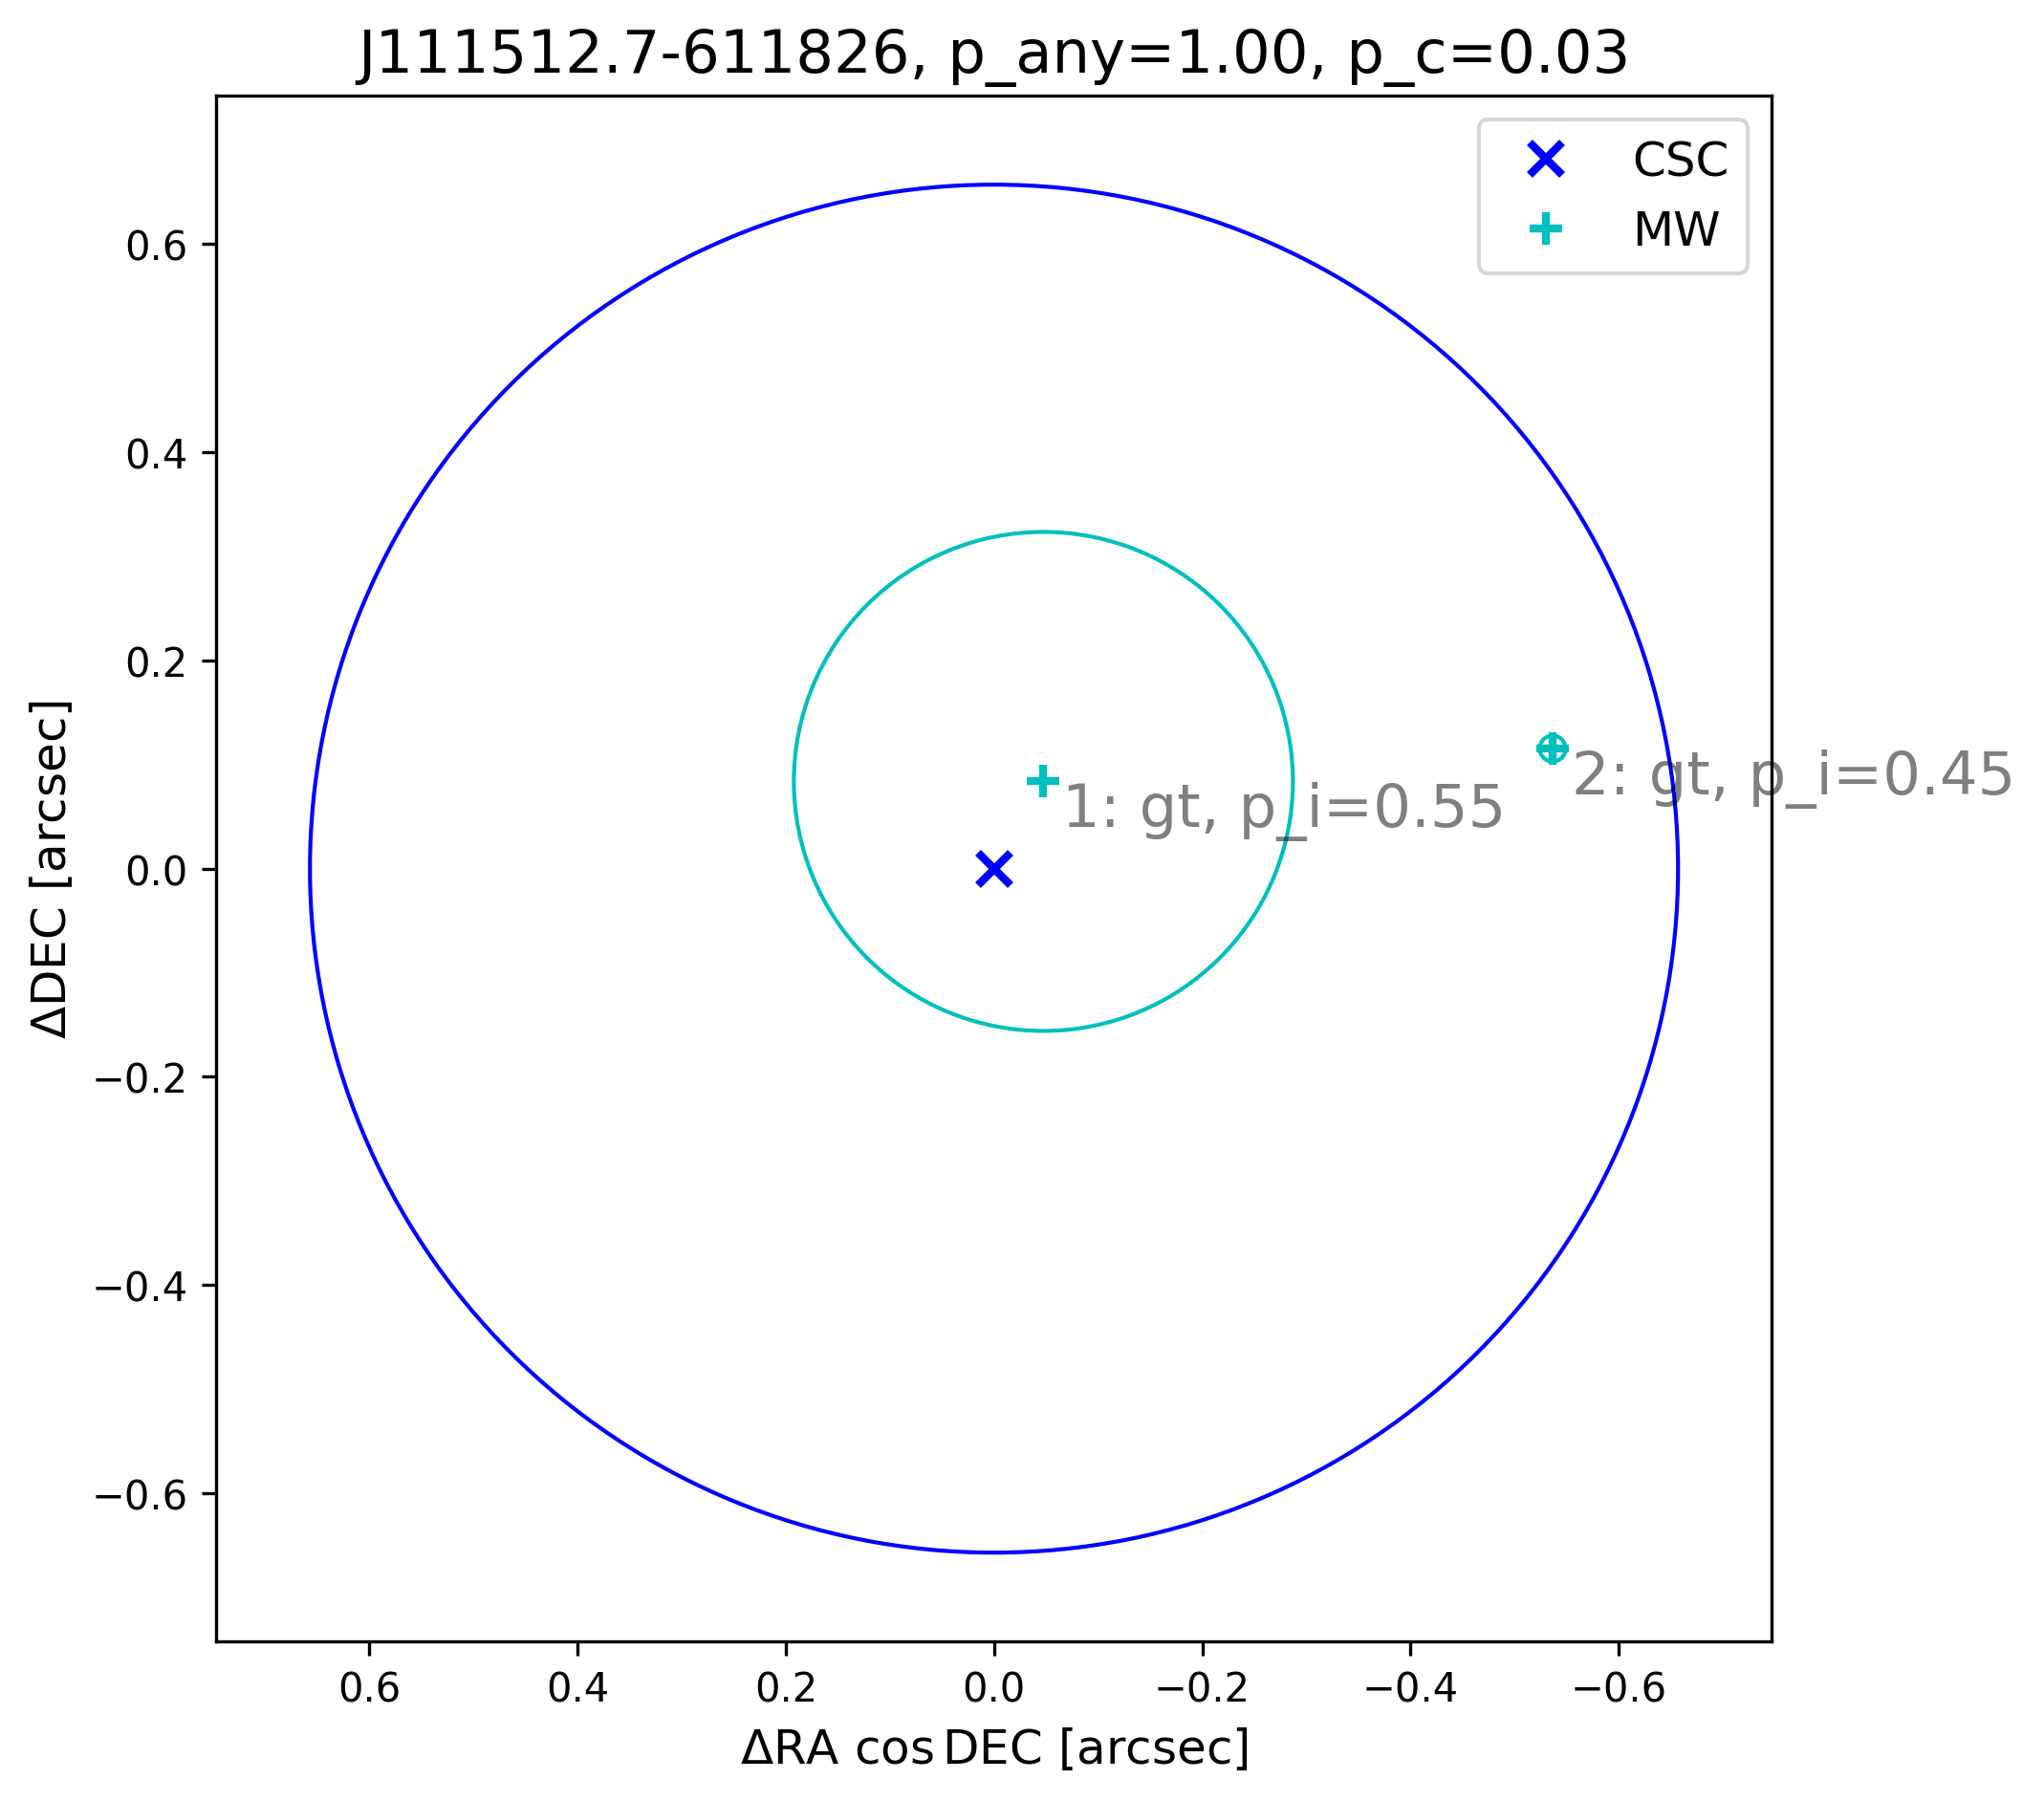 J111512.7-611826, p_any=1.00, p_c=0.03
CSC
MW
0.6
0.4
0.2
0.0
−0.2
−0.4
−0.6
ΔDEC [arcsec]
1: gt, p_i=0.55
2: gt, p_i=0.45
0.6
0.4
0.2
0.0
−0.2
−0.4
−0.6
ΔRA cos DEC [arcsec]